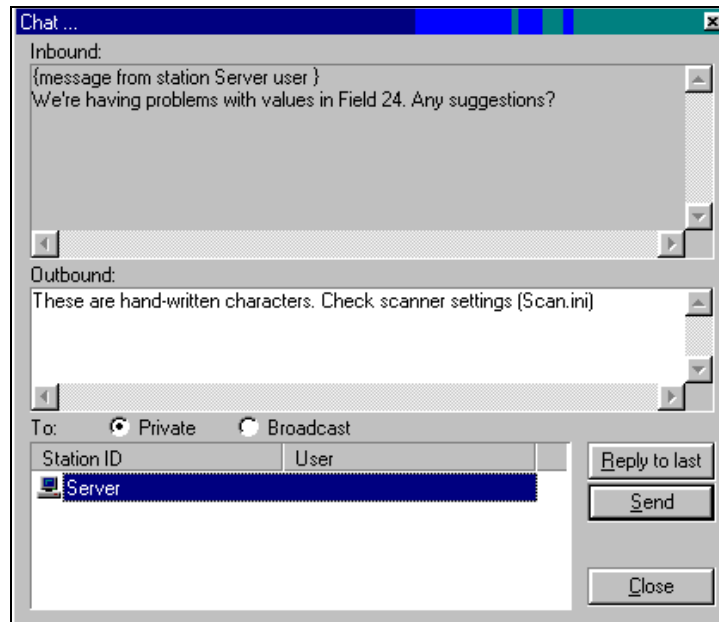 Chat ...
Inbound:
{message from station Server user }
We're having problems with values in Field 24. Any suggestions?
Outbound:
These are hand-written characters. Check scanner settings (Scan.ini)
To: Private Broadcast
Station ID User
Server
Reply to last
Send
Close